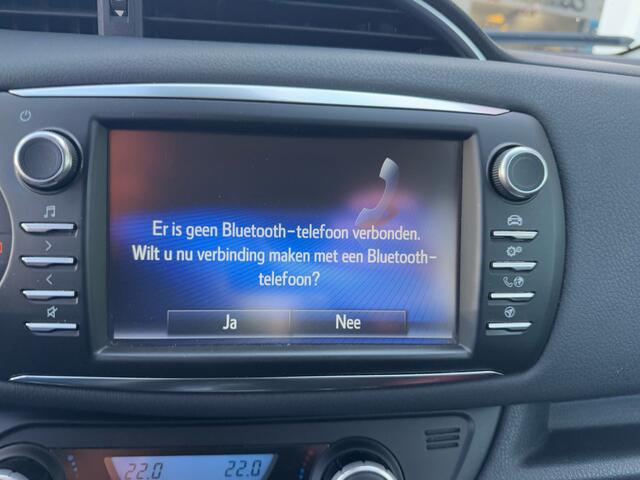 Er is geen Bluetooth-telefoon verbonden.
Wilt u nu verbinding maken met een Bluetooth-
telefoon?
Ja Nee
22.0 22.0